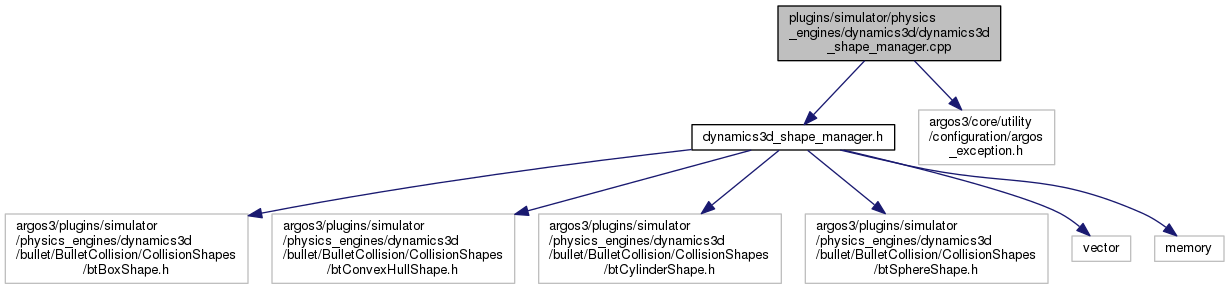 plugins/simulator/physics
_engines/dynamics3d/dynamics3d
_shape_manager.cpp
dynamics3d_shape_manager.h
argos3/core/utility
/configuration/argos
_exception.h
argos3/plugins/simulator
/physics_engines/dynamics3d
/bullet/BulletCollision/CollisionShapes
/btBoxShape.h
argos3/plugins/simulator
/physics_engines/dynamics3d
/bullet/BulletCollision/CollisionShapes
/btConvexHullShape.h
argos3/plugins/simulator
/physics_engines/dynamics3d
/bullet/BulletCollision/CollisionShapes
/btCylinderShape.h
argos3/plugins/simulator
/physics_engines/dynamics3d
/bullet/BulletCollision/CollisionShapes
/btSphereShape.h
vector
memory